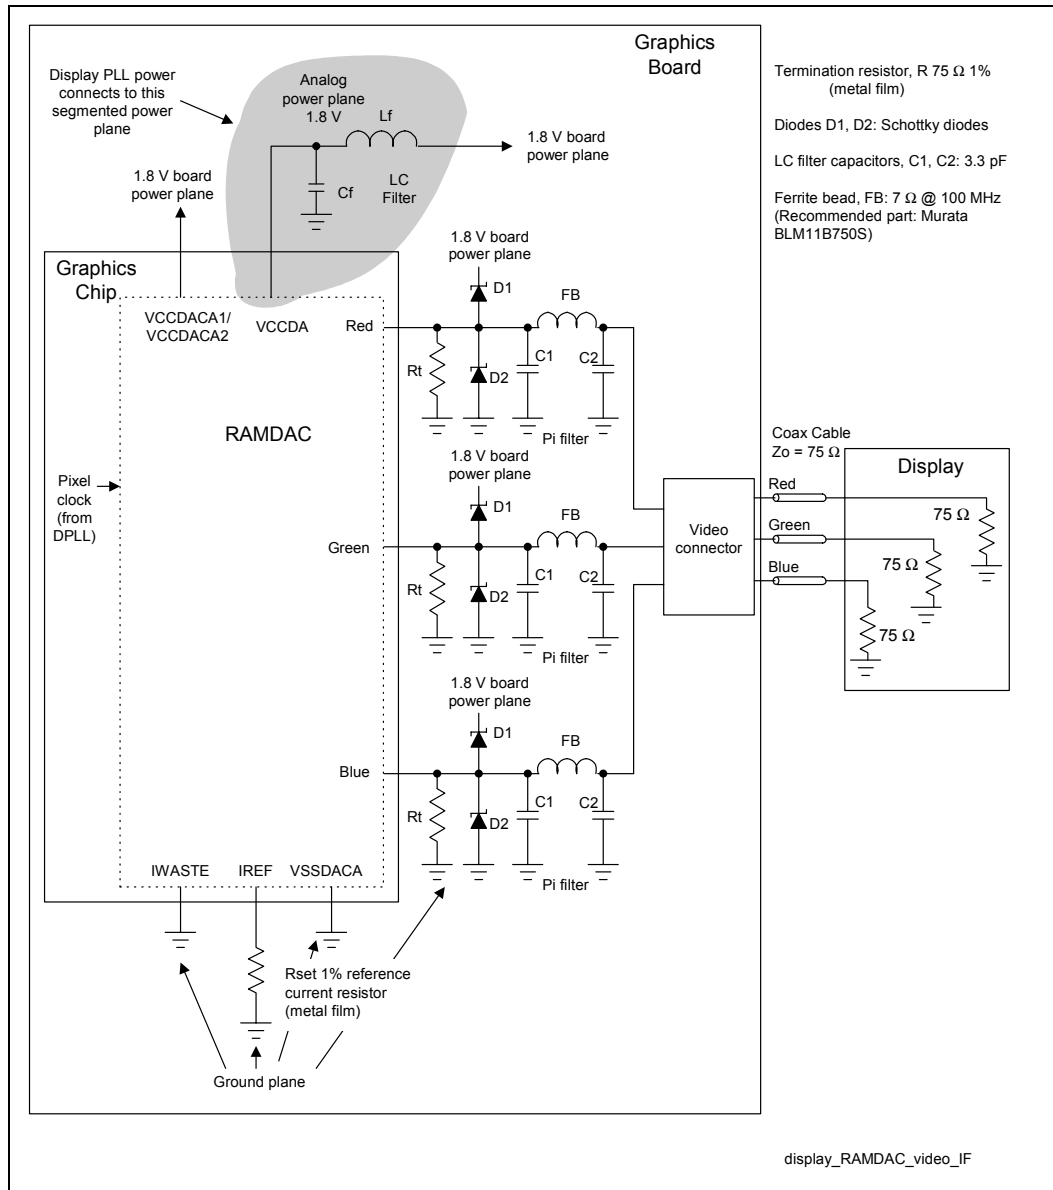 Graphics
Board
Display PLL power
connects to this
segmented power
plane
Analog
power plane
1.8 V
Lf
1.8 V board
power plane
Cf
LC
Filter
1.8 V board
power plane
Termination resistor, R 75 Ω 1%
(metal film)
Diodes D1, D2: Schottky diodes
LC filter capacitors, C1, C2: 3.3 pF
Ferrite bead, FB: 7 Ω @ 100 MHz
(Recommended part: Murata
BLM11B750S)
Graphics
Chip
VCCDACA1/
VCCDACA2
VCCDA
Red
1.8 V board
power plane
D1
FB
Rt
D2
C1
C2
Pi filter
RAMDAC
Pixel
clock
(from
DPLL)
Green
1.8 V board
power plane
D1
FB
Rt
D2
C1
C2
Pi filter
Blue
1.8 V board
power plane
D1
FB
Rt
D2
C1
C2
Pi filter
Video
connector
Coax Cable
Zo = 75 Ω
Red
Green
Blue
Display
75 Ω
75 Ω
75 Ω
IWASTE
IREF
VSSDACA
Rset 1% reference
current resistor
(metal film)
Ground plane
display_RAMDAC_video_IF